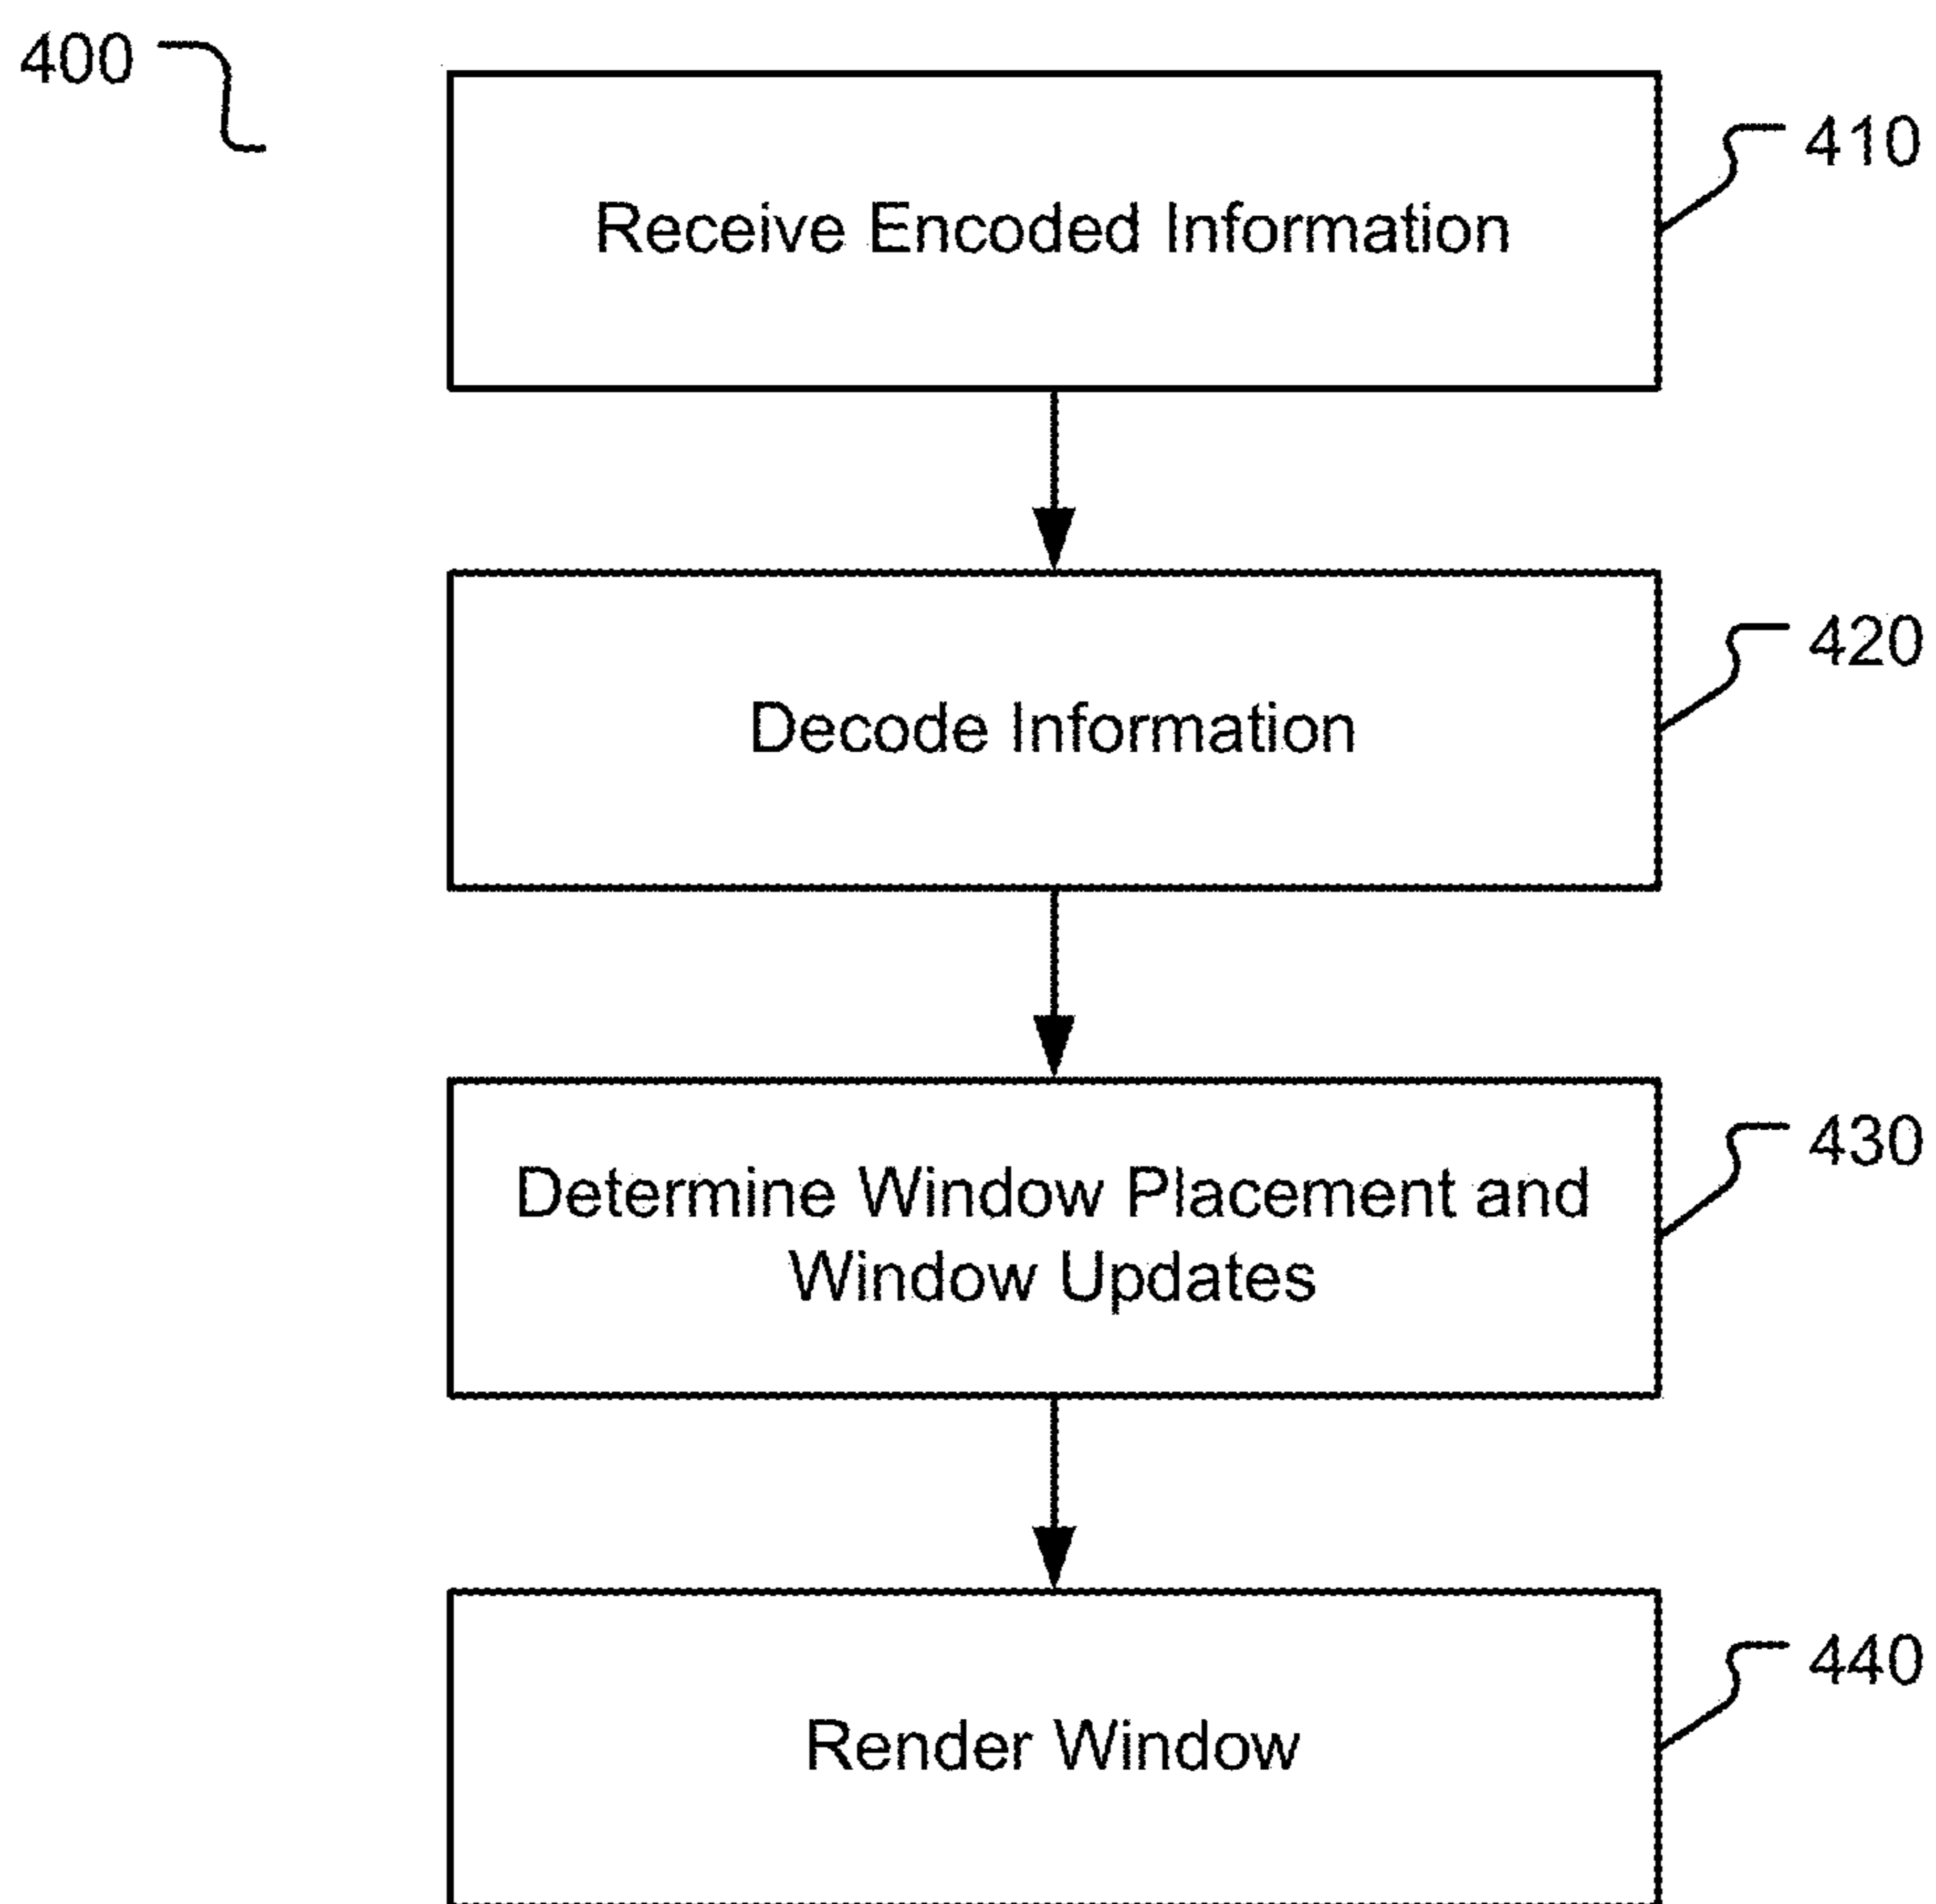 400
410
Receive Encoded Information
420
Decode Information
430
Determine Window Placement and
Window Updates
440
Render Window